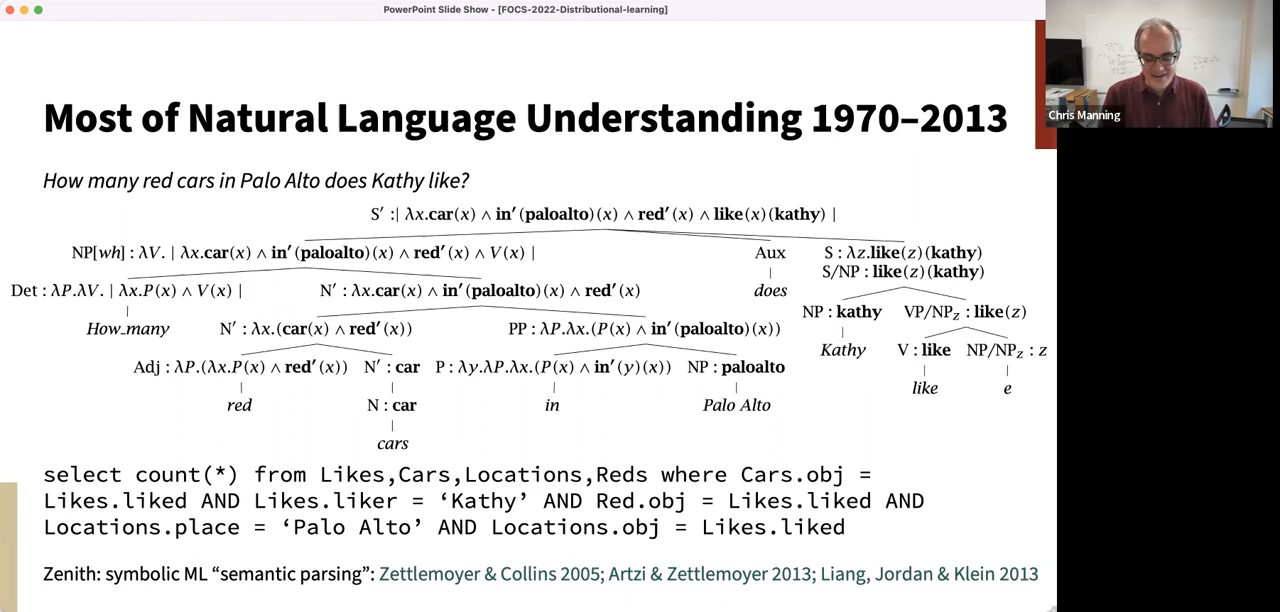 PowerPoint Slide Show - [FOCS-2022-Distributional-learning]
Chris Manning
Most of Natural Language Understanding 1970–2013
How many red cars in Palo Alto does Kathy like?
S′ :| λx.car(x) ∧ in′(paloalto)(x) ∧ red′(x) ∧ like(x)(kathy) |
NP[wh] : λV. | λx.car(x) ∧ in′(paloalto)(x) ∧ red′(x) ∧ V(x) | Aux S : λz.like(z)(kathy)
S/NP : like(z)(kathy)
Det : λP.λV. | λx.P(x) ∧ V(x) | N′ : λx.car(x) ∧ in′(paloalto)(x) ∧ red′(x) does
NP : kathy VP/NPz : like(z)
How_many N′ : λx.(car(x) ∧ red′(x)) PP : λP.λx.(P(x) ∧ in′(paloalto)(x))
Kathy V : like NP/NPz : z
Adj : λP.(λx.P(x) ∧ red′(x)) N′ : car P : λy.λP.λx.(P(x) ∧ in′(y)(x)) NP : paloalto
like e
red N : car in Palo Alto
cars
select count(*) from Likes,Cars,Locations,Reds where Cars.obj =
Likes.liked AND Likes.liker = ‘Kathy’ AND Red.obj = Likes.liked AND
Locations.place = ‘Palo Alto’ AND Locations.obj = Likes.liked
Zenith: symbolic ML “semantic parsing”: Zettlemoyer & Collins 2005; Artzi & Zettlemoyer 2013; Liang, Jordan & Klein 2013